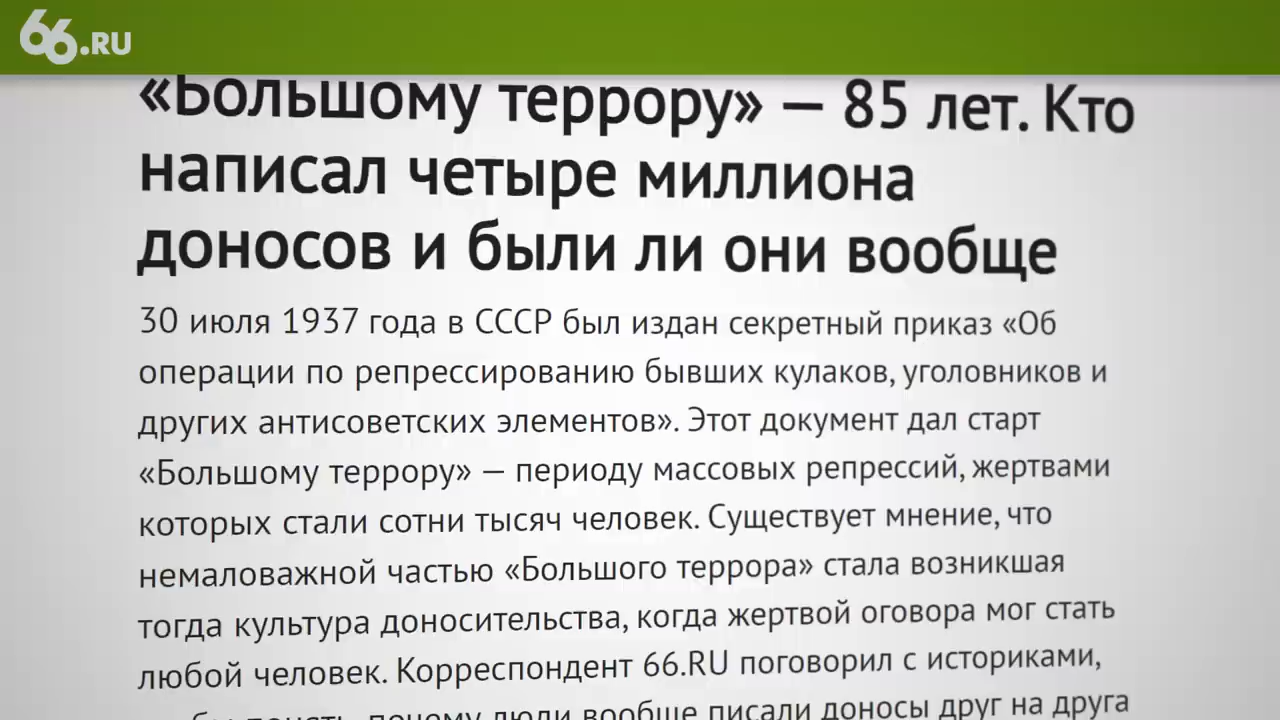 66.RU
«Большому террору» — 85 лет. Кто
написал четыре миллиона
доносов и были ли они вообще
30 июля 1937 года в СССР был издан секретный приказ «Об
операции по репрессированию бывших кулаков, уголовников и
других антисоветских элементов». Этот документ дал старт
«Большому террору» — периоду массовых репрессий, жертвами
которых стали сотни тысяч человек. Существует мнение, что
немаловажной частью «Большого террора» стала возникшая
тогда культура доносительства, когда жертвой оговора мог стать
любой человек. Корреспондент 66.RU поговорил с историками,
почему люди вообще писали доносы друг на друга